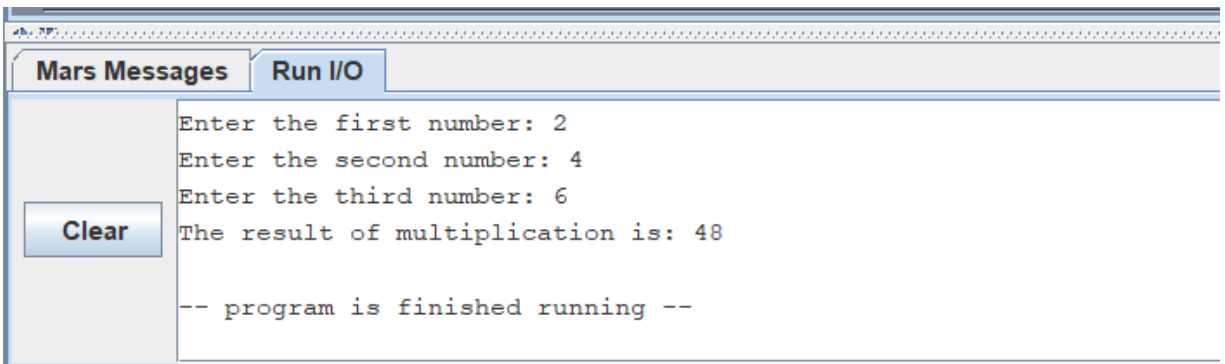 Mars Messages Run I/O
Enter the first number: 2
Enter the second number: 4
Enter the third number: 6
Clear
The result of multiplication is: 48
-- program is finished running --